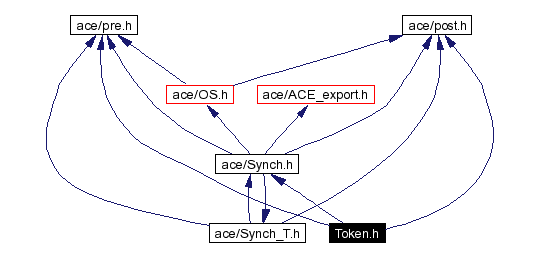 ace/pre.h
ace/post.h
ace/OS.h
ace/ACE_export.h
ace/Synch.h
ace/Synch_T.h
Token.h